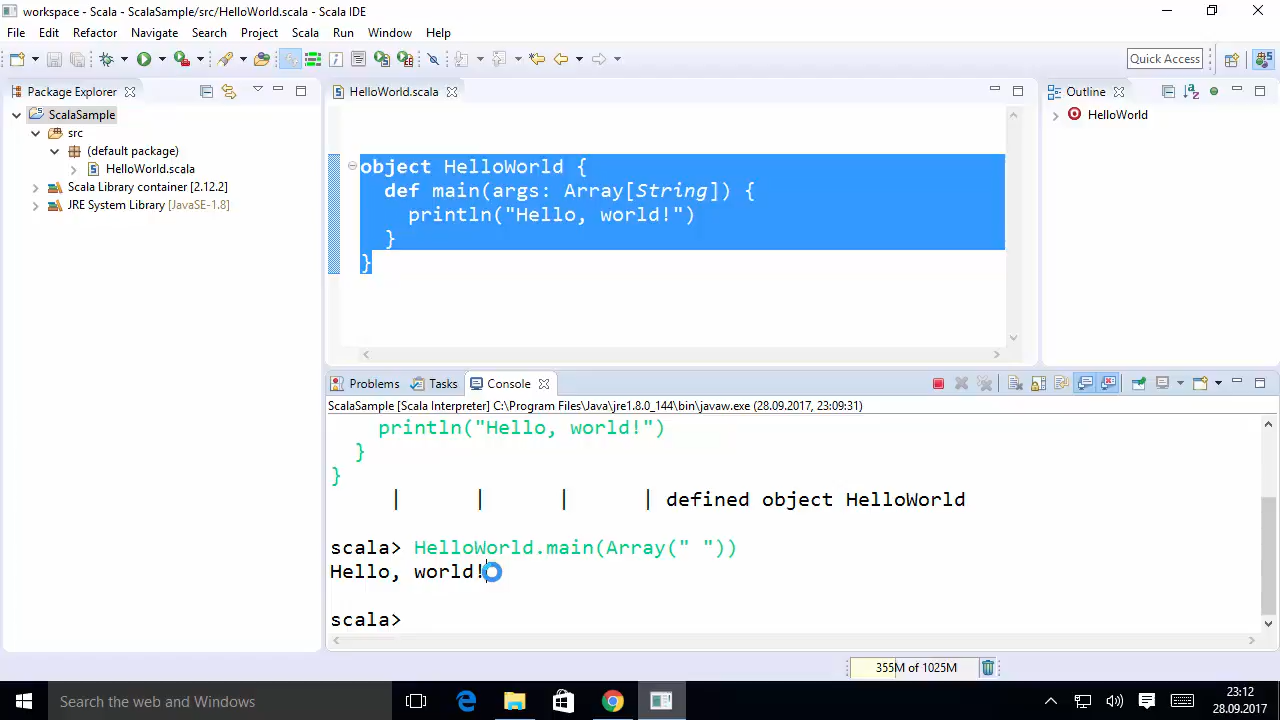 workspace - Scala - ScalaSample/src/HelloWorld.scala - Scala IDE
File Edit Refactor Navigate Search Project Scala Run Window Help
Quick Access
Package Explorer
HelloWorld.scala
Outline
ScalaSample
src
(default package)
HelloWorld.scala
Scala Library container [2.12.2]
JRE System Library [JavaSE-1.8]
object HelloWorld {
def main(args: Array[String]) {
println("Hello, world!")
}
}
HelloWorld
Problems Tasks Console
ScalaSample [Scala Interpreter] C:\Program Files\Java\jre1.8.0_144\bin\javaw.exe (28.09.2017, 23:09:31)
println("Hello, world!")
}
}
| | | | defined object HelloWorld
scala> HelloWorld.main(Array(" "))
Hello, world!
scala>
355M of 1025M
Search the web and Windows
23:12
28.09.2017